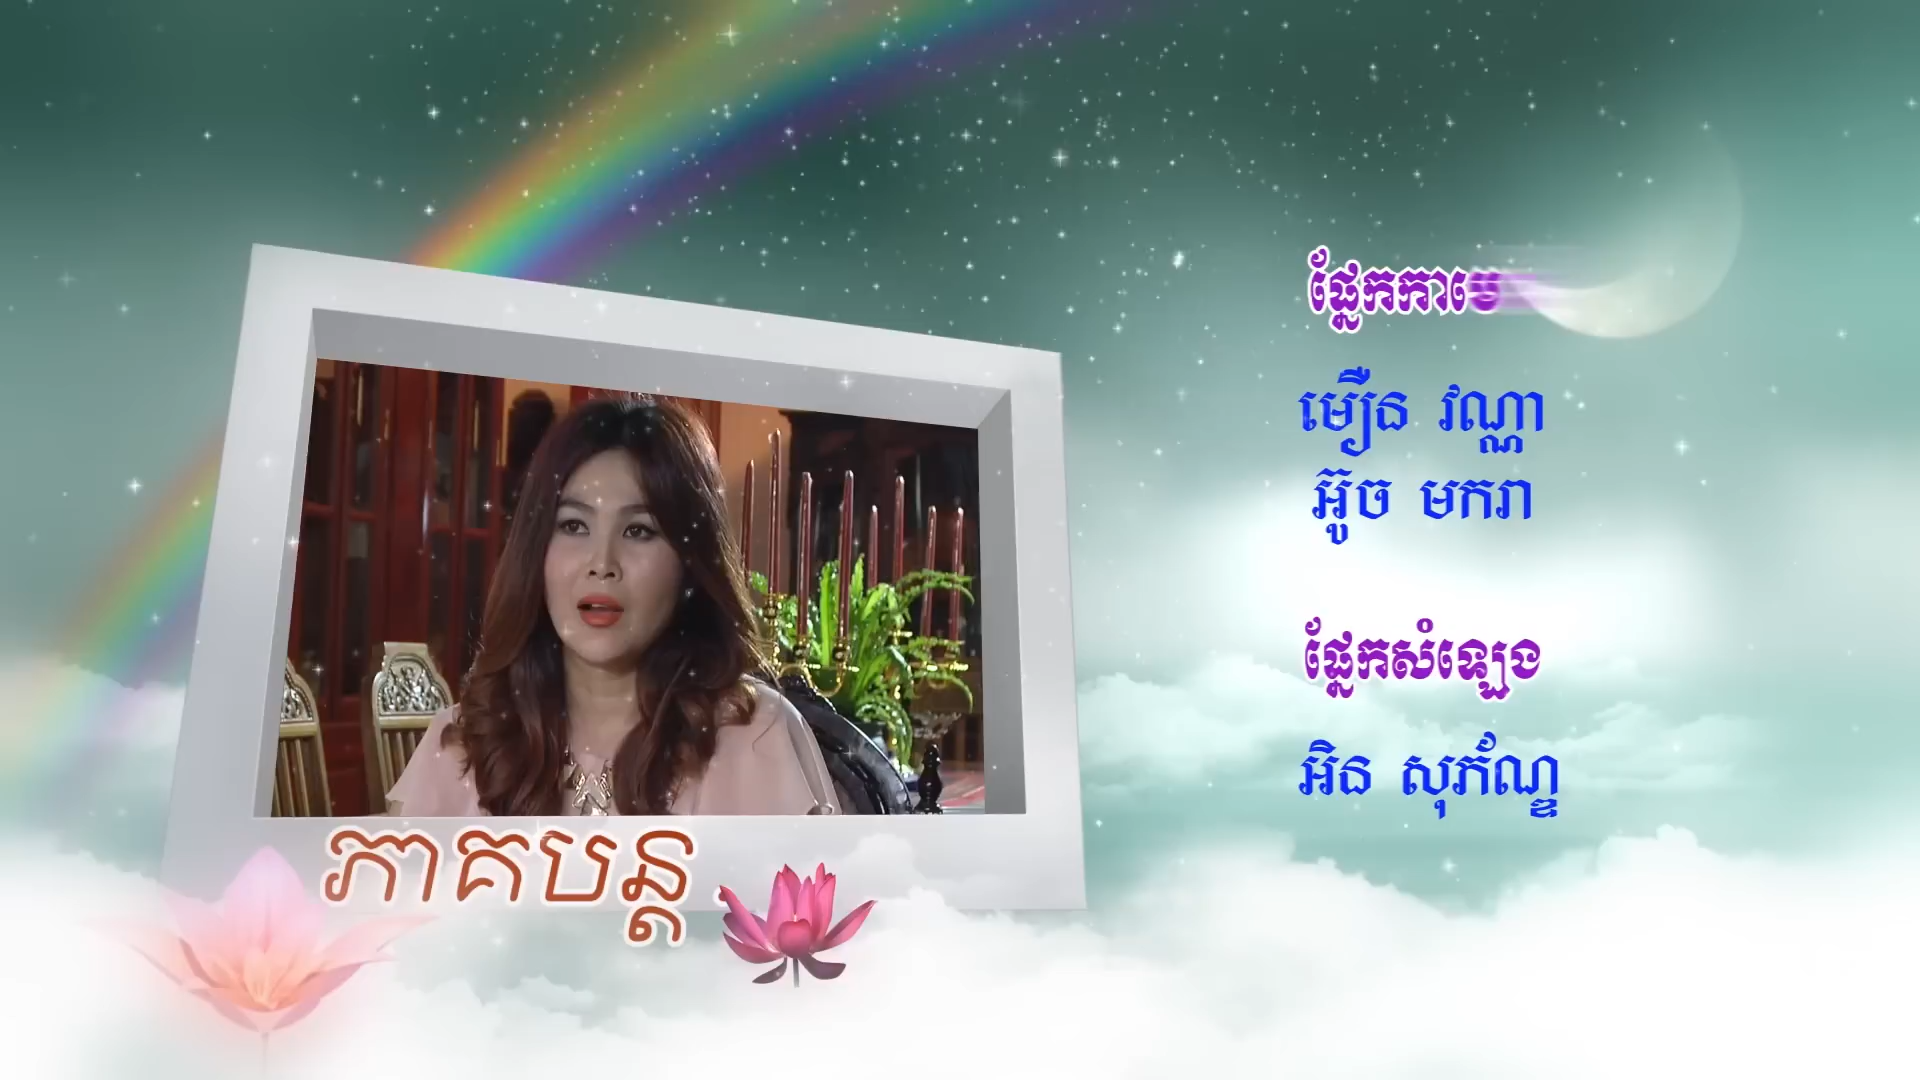 ផ្នែកកាមេ
មឿន វណ្ណា
អ៊ូច មករា
ផ្នែកសំឡេង
អិន សុភ័ណ្ឌ
ភាគបន្ត